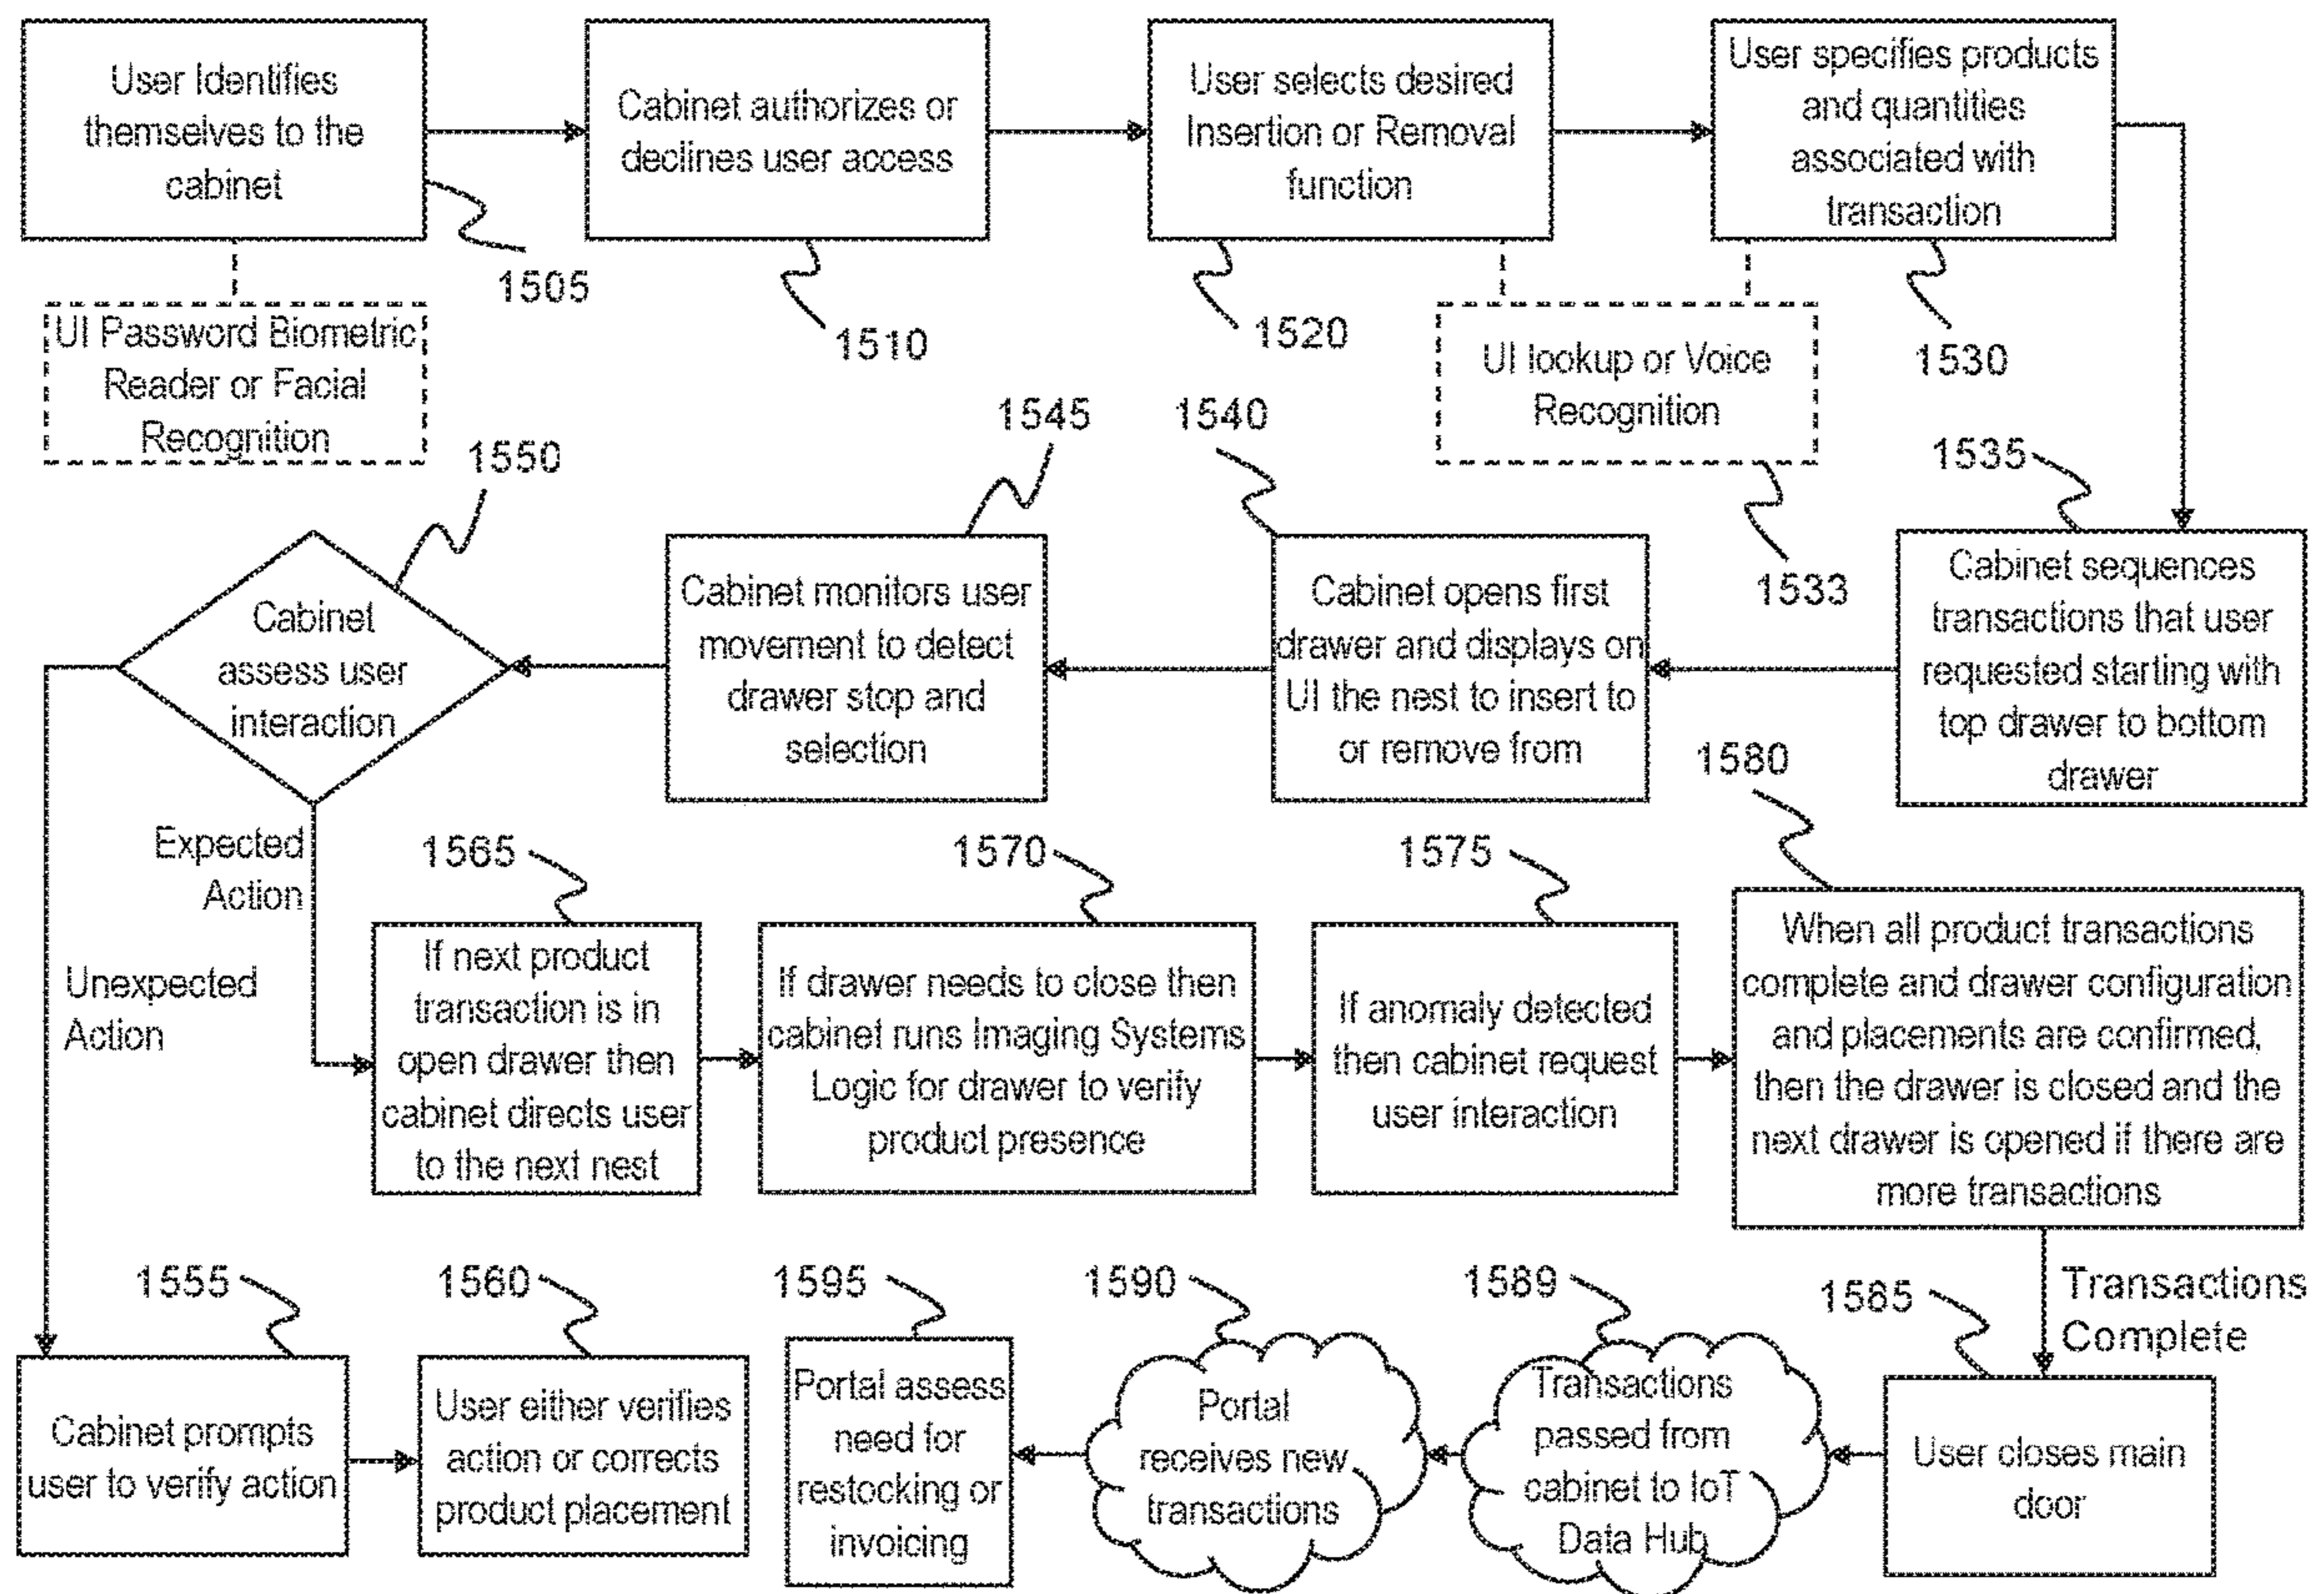 User Identifies
themselves to the
cabinet
Cabinet authorizes or
declines user access
User selects desired
Insertion or Removal
function
User specifies products
and quantities
associated with
transaction
1505
1510
1520
1530
UI Password Biometric
Reader or Facial
Recognition
UI lookup or Voice
Recognition
1533
1550
1545
1540
1535
Cabinet
assess user
interaction
Cabinet monitors user
movement to detect
drawer stop and
selection
Cabinet opens first
drawer and displays on
UI the nest to insert to
or remove from
Cabinet sequences
transactions that user
requested starting with
top drawer to bottom
drawer
Expected
Action
Unexpected
Action
1565
1570
1575
1580
If next product
transaction is in
open drawer then
cabinet directs user
to the next nest
If drawer needs to close then
cabinet runs Imaging Systems
Logic for drawer to verify
product presence
If anomaly detected
then cabinet request
user interaction
When all product transactions
complete and drawer configuration
and placements are confirmed,
then the drawer is closed and the
next drawer is opened if there are
more transactions
Transactions
Complete
1555
1560
1595
1590
1589
1585
Cabinet prompts
user to verify action
User either verifies
action or corrects
product placement
Portal assess
need for
restocking or
invoicing
Portal
receives new
transactions
Transactions
passed from
cabinet to IoT
Data Hub
User closes main
door